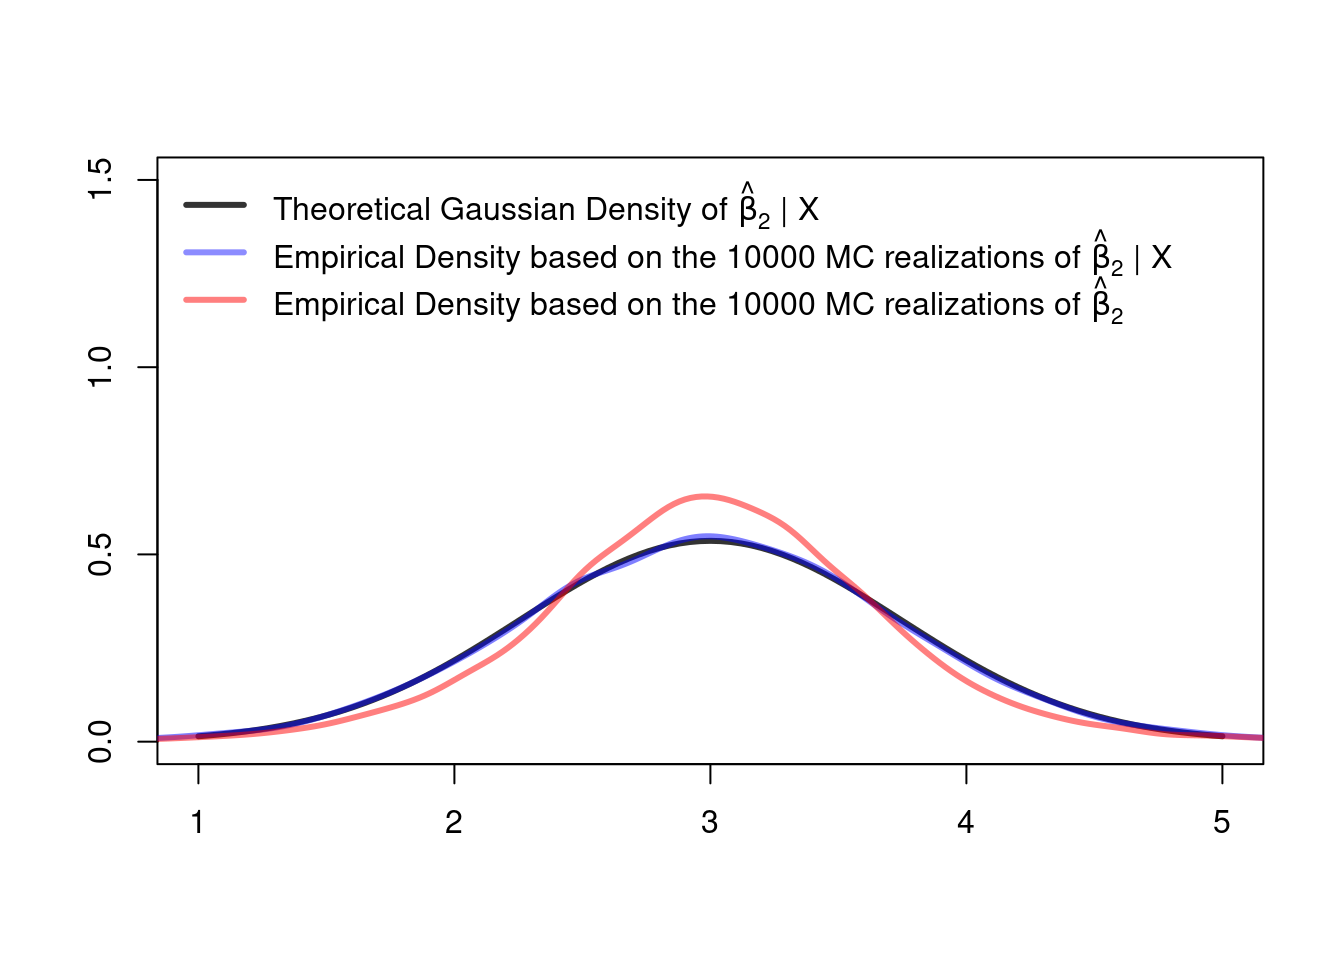 Theoretical Gaussian Density of β̂₂ | X
Empirical Density based on the 10000 MC realizations of β̂₂ | X
Empirical Density based on the 10000 MC realizations of β̂₂
1.5
1.0
0.5
0.0
1 2 3 4 5